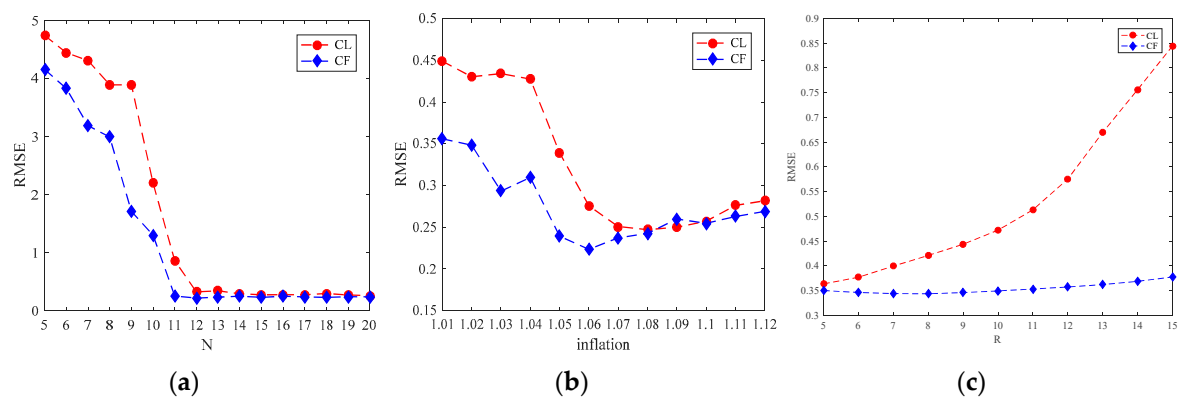 5
4
3
2
1
0
RMSE
5 6 7 8 9 10 11 12 13 14 15 16 17 18 19 20
N
CL
CF
(a)
0.5
0.45
0.4
0.35
0.3
0.25
0.2
0.15
RMSE
1.01 1.02 1.03 1.04 1.05 1.06 1.07 1.08 1.09 1.1 1.11 1.12
inflation
CL
CF
(b)
0.9
0.85
0.8
0.75
0.7
0.65
0.6
0.55
0.5
0.45
0.4
0.35
0.3
RMSE
5 6 7 8 9 10 11 12 13 14 15
R
CL
CF
(c)